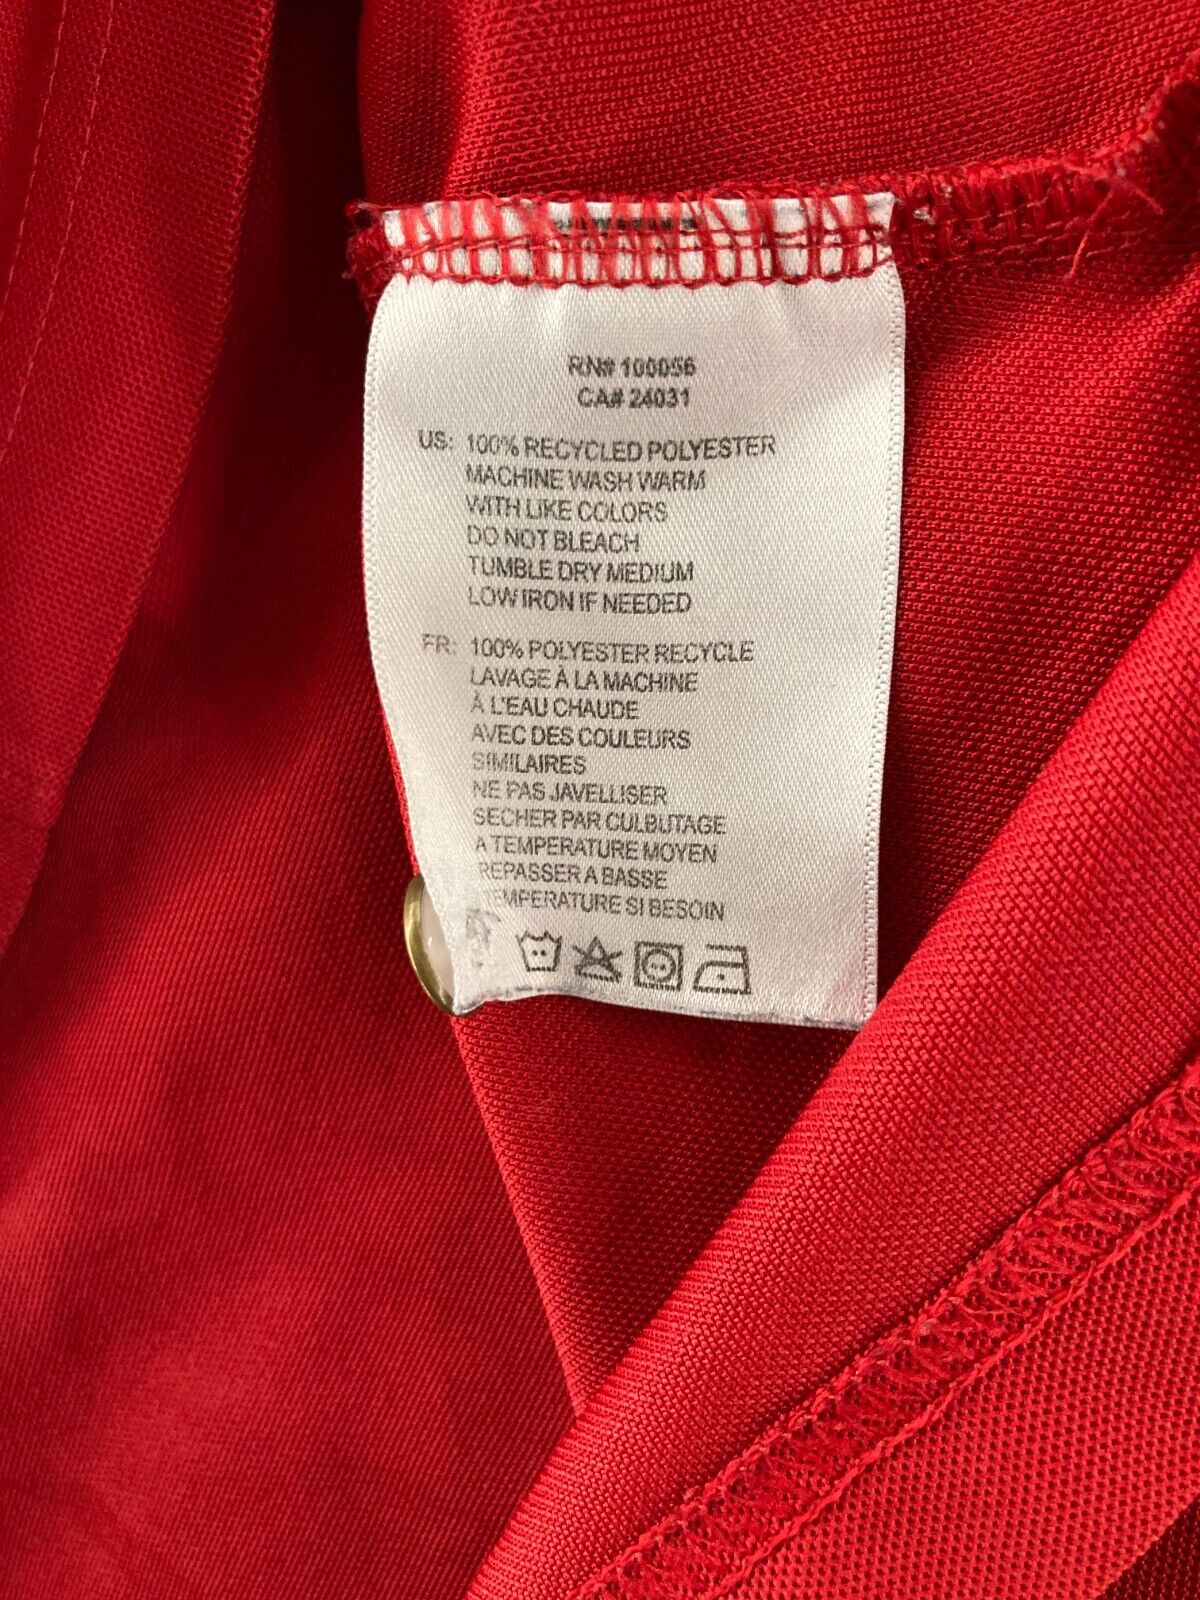 RN# 100056
CA# 24031
US: 100% RECYCLED POLYESTER
MACHINE WASH WARM
WITH LIKE COLORS
DO NOT BLEACH
TUMBLE DRY MEDIUM
LOW IRON IF NEEDED
FR: 100% POLYESTER RECYCLE
LAVAGE À LA MACHINE
À L'EAU CHAUDE
AVEC DES COULEURS
SIMILAIRES
NE PAS JAVELLISER
SECHER PAR CULBUTAGE
A TEMPERATURE MOYEN
REPASSER A BASSE
TEMPERATURE SI BESOIN